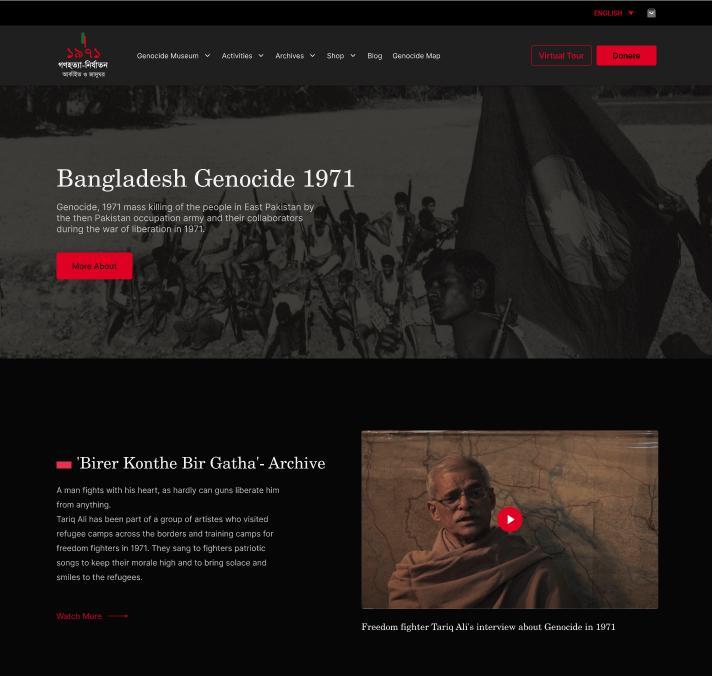 ENGLISH
১৯৭১
গণহত্যা-নির্যাতন
আর্কাইভ ও জাদুঘর
Genocide Museum
Activities
Archives
Shop
Blog
Genocide Map
Virtual Tour
Donate
Bangladesh Genocide 1971
Genocide, 1971 mass killing of the people in East Pakistan by
the then Pakistan occupation army and their collaborators
during the war of liberation in 1971.
More About
'Birer Konthe Bir Gatha'- Archive
A man fights with his heart, as hardly can guns liberate him
from anything.
Tariq Ali has been part of a group of artistes who visited
refugee camps across the borders and training camps for
freedom fighters in 1971. They sang to fighters patriotic
songs to keep their morale high and to bring solace and
smiles to the refugees.
Watch More
Freedom fighter Tariq Ali's interview about Genocide in 1971